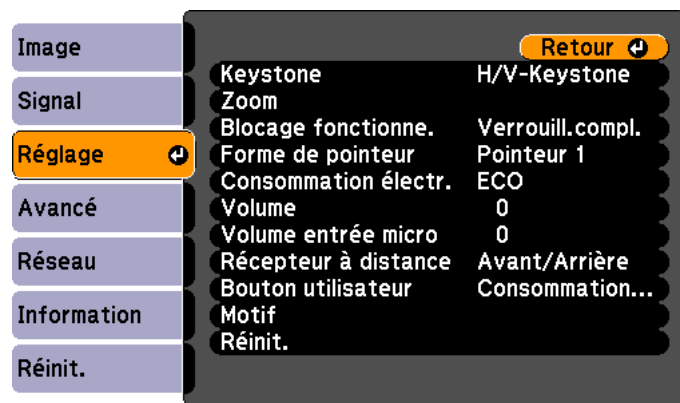 Image
Signal
Réglage
Avancé
Réseau
Information
Réinit.
Retour
Keystone H/V-Keystone
Zoom
Blocage fonctionne. Verrouill.compl.
Forme de pointeur Pointeur 1
Consommation électr. ECO
Volume 0
Volume entrée micro 0
Récepteur à distance Avant/Arrière
Bouton utilisateur Consommation...
Motif
Réinit.